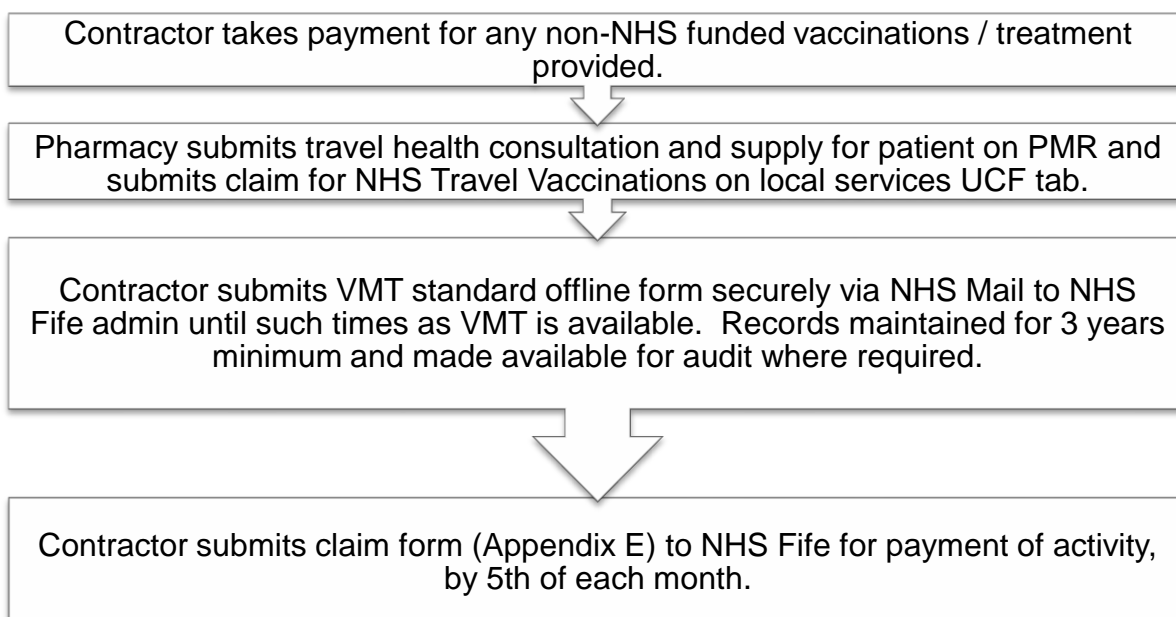 Contractor takes payment for any non-NHS funded vaccinations / treatment
provided.
Pharmacy submits travel health consultation and supply for patient on PMR and
submits claim for NHS Travel Vaccinations on local services UCF tab.
Contractor submits VMT standard offline form securely via NHS Mail to NHS
Fife admin until such times as VMT is available.  Records maintained for 3 years
minimum and made available for audit where required.
Contractor submits claim form (Appendix E) to NHS Fife for payment of activity,
by 5th of each month.